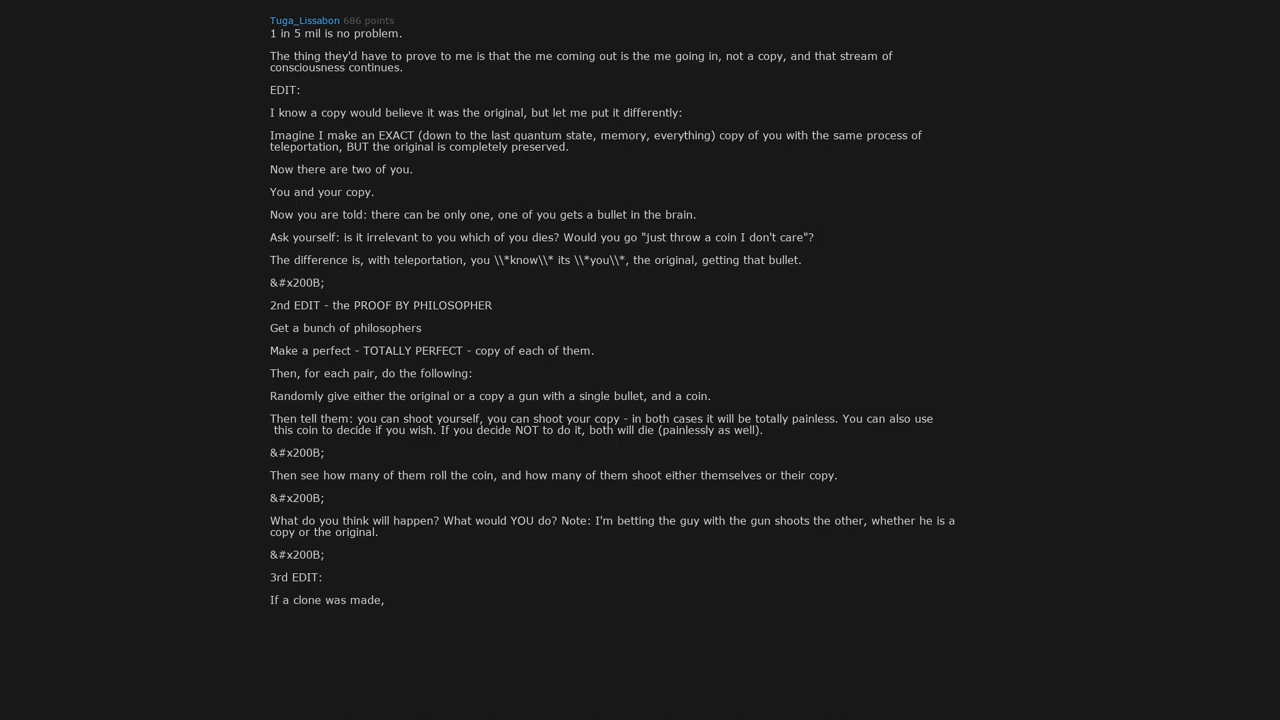 Tuga_Lissabon 686 points
1 in 5 mil is no problem.
The thing they'd have to prove to me is that the me coming out is the me going in, not a copy, and that stream of
consciousness continues.
EDIT:
I know a copy would believe it was the original, but let me put it differently:
Imagine I make an EXACT (down to the last quantum state, memory, everything) copy of you with the same process of
teleportation, BUT the original is completely preserved.
Now there are two of you.
You and your copy.
Now you are told: there can be only one, one of you gets a bullet in the brain.
Ask yourself: is it irrelevant to you which of you dies? Would you go "just throw a coin I don't care"?
The difference is, with teleportation, you \\*know\\* its \\*you\\*, the original, getting that bullet.
&#x200B;
2nd EDIT - the PROOF BY PHILOSOPHER
Get a bunch of philosophers
Make a perfect - TOTALLY PERFECT - copy of each of them.
Then, for each pair, do the following:
Randomly give either the original or a copy a gun with a single bullet, and a coin.
Then tell them: you can shoot yourself, you can shoot your copy - in both cases it will be totally painless. You can also use
this coin to decide if you wish. If you decide NOT to do it, both will die (painlessly as well).
&#x200B;
Then see how many of them roll the coin, and how many of them shoot either themselves or their copy.
&#x200B;
What do you think will happen? What would YOU do? Note: I'm betting the guy with the gun shoots the other, whether he is a
copy or the original.
&#x200B;
3rd EDIT:
If a clone was made,